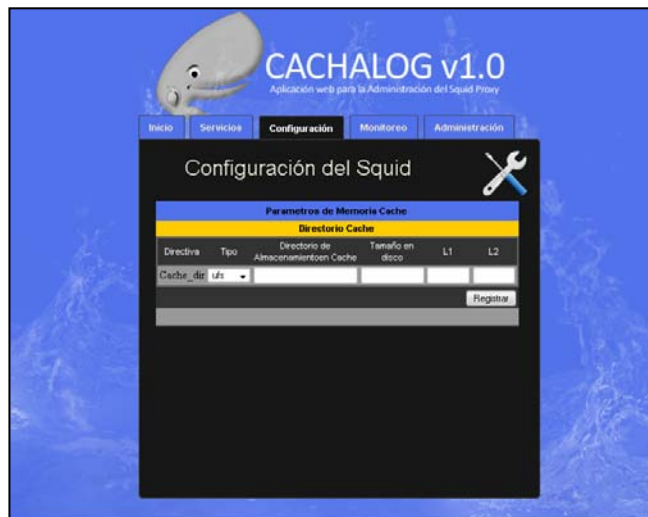 CACHALOG v1.0
Aplicación web para la Administración del Squid Proxy
Inicio Servicios Configuración Monitoreo Administración
Configuración del Squid
Parametros de Memoria Cache
Directorio Cache
Directiva Tipo Directorio de Almacenamientoen Cache Tamaño en disco L1 L2
Cache_dir ufs
Registrar